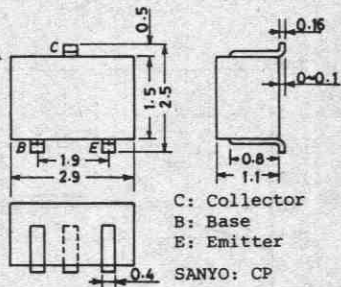 0.5
0.16
C
1.5
2.5
0~0.1
B
E
1.9
0.8
2.9
1.1
C: Collector
B: Base
E: Emitter
0.4
SANYO: CP